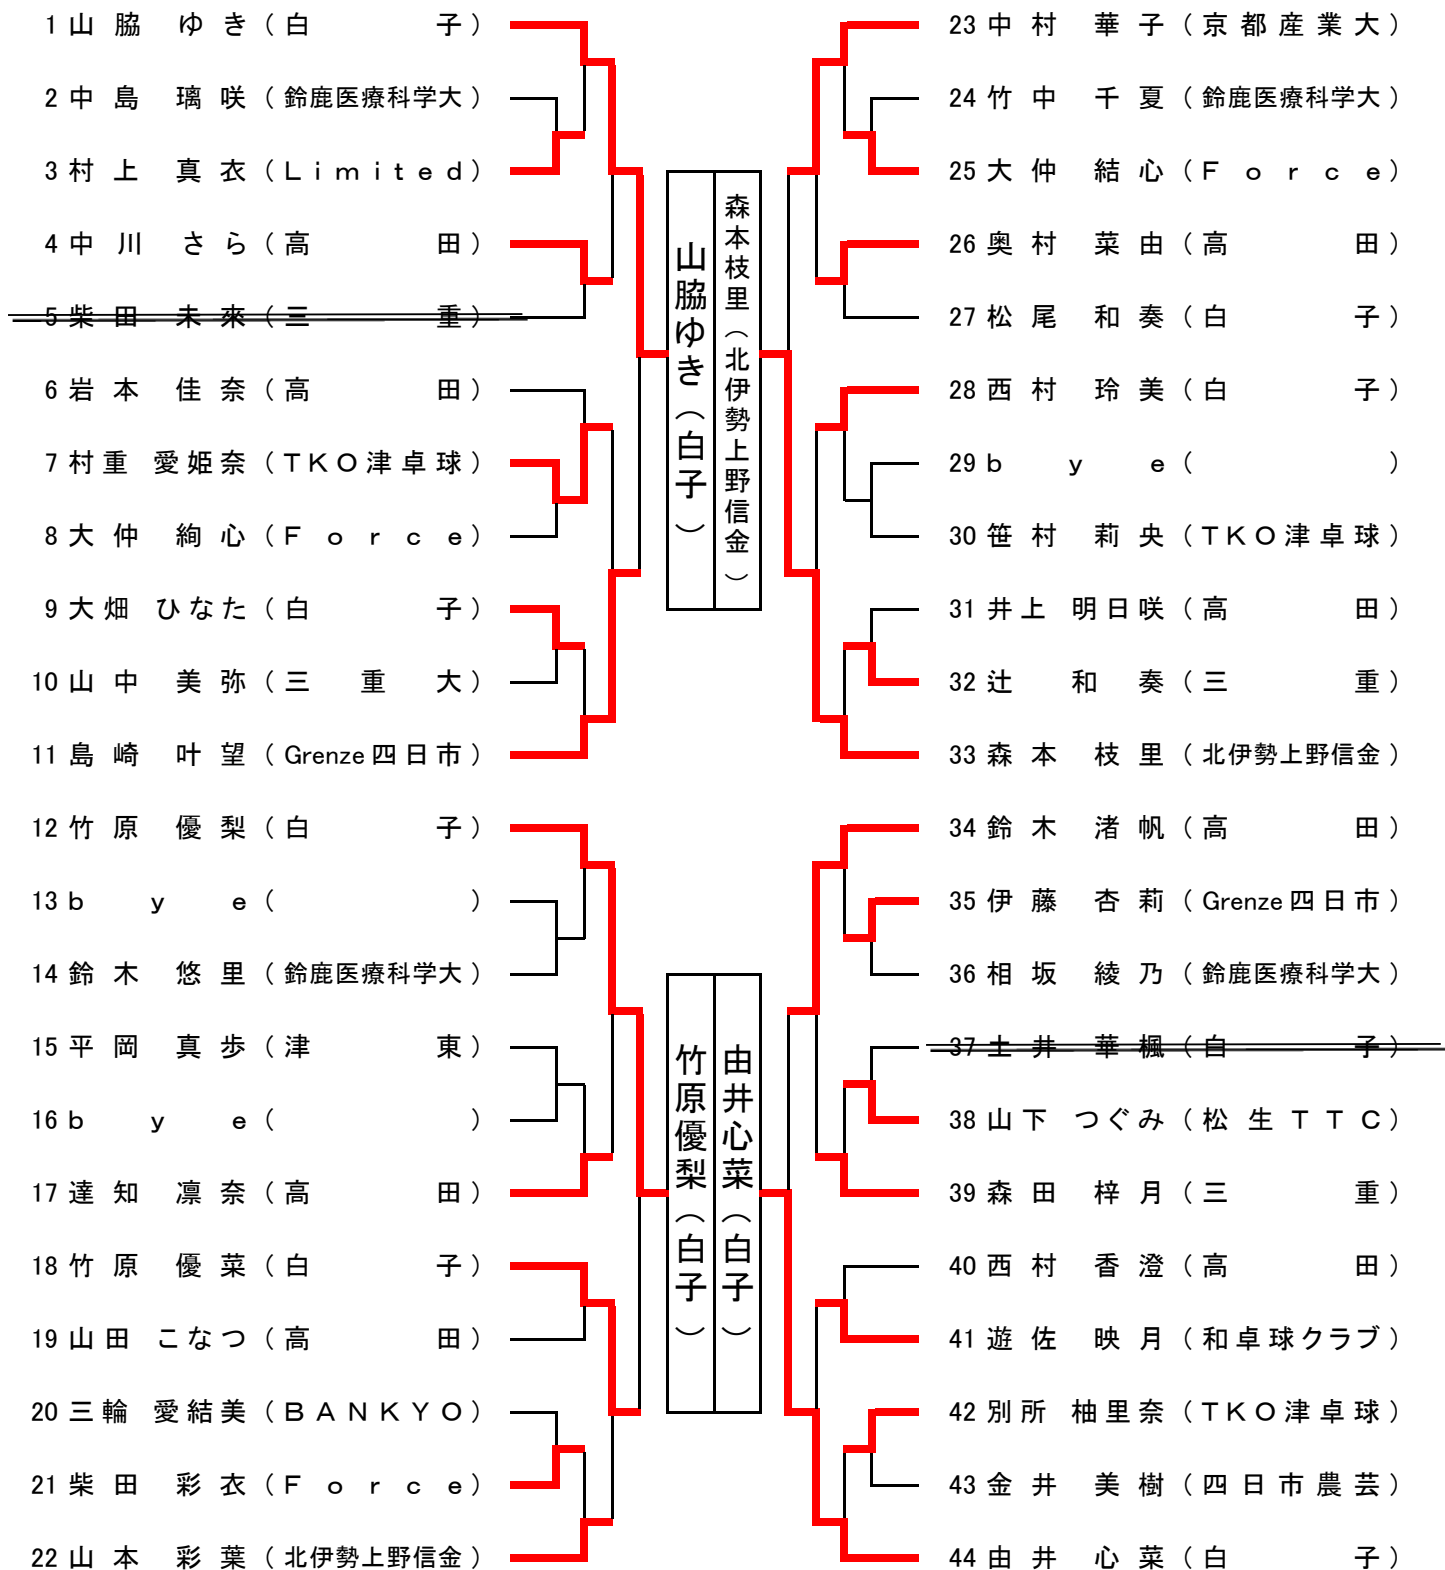 1 山脇 ゆき (白子)
2 中島 璃咲 (鈴鹿医療科学大)
3 村上 真衣 (Limited)
4 中川 さら (高田)
5 柴田 未來 (三重)
6 岩本 佳奈 (高田)
7 村重 愛姫奈 (TKO津卓球)
8 大仲 絢心 (Force)
9 大畑 ひなた (白子)
10 山中 美弥 (三重大)
11 島崎 叶望 (Grenze四日市)
12 竹原 優梨 (白子)
13 bye ( )
14 鈴木 悠里 (鈴鹿医療科学大)
15 平岡 真歩 (津東)
16 bye ( )
17 達知 凛奈 (高田)
18 竹原 優菜 (白子)
19 山田 こなつ (高田)
20 三輪 愛結美 (BANKYO)
21 柴田 彩衣 (Force)
22 山本 彩葉 (北伊勢上野信金)
山脇ゆき(白子)
森本枝里(北伊勢上野信金)
竹原優梨(白子)
由井心菜(白子)
23 中村 華子 (京都産業大)
24 竹中 千夏 (鈴鹿医療科学大)
25 大仲 結心 (Force)
26 奥村 菜由 (高田)
27 松尾 和奏 (白子)
28 西村 玲美 (白子)
29 bye ( )
30 笹村 莉央 (TKO津卓球)
31 井上 明日咲 (高田)
32 辻 和奏 (三重)
33 森本 枝里 (北伊勢上野信金)
34 鈴木 渚帆 (高田)
35 伊藤 杏莉 (Grenze四日市)
36 相坂 綾乃 (鈴鹿医療科学大)
37 土井 華楓 (白子)
38 山下 つぐみ (松生TTC)
39 森田 梓月 (三重)
40 西村 香澄 (高田)
41 遊佐 映月 (和卓球クラブ)
42 別所 柚里奈 (TKO津卓球)
43 金井 美樹 (四日市農芸)
44 由井 心菜 (白子)